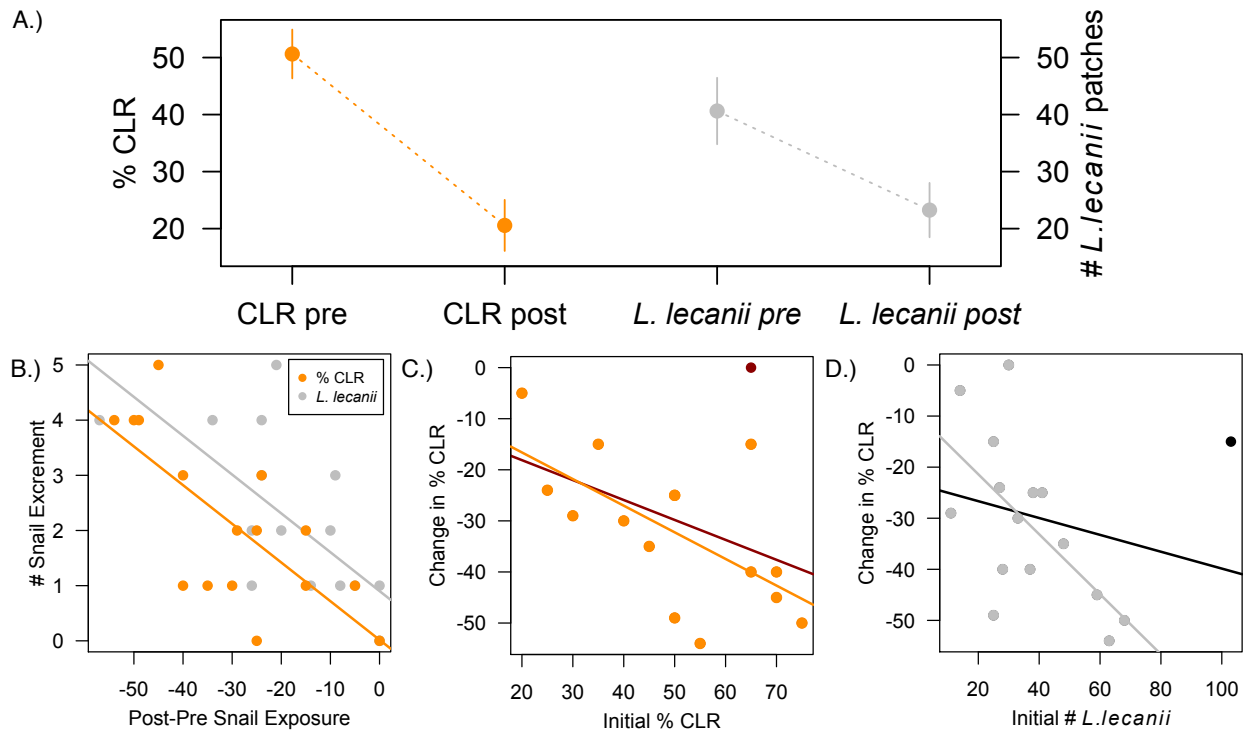 A.)
% CLR
50
40
30
20
50
40
30
20
# L.lecanii patches
CLR pre
CLR post
L. lecanii pre
L. lecanii post
B.)
# Snail Excrement
5
4
3
2
1
0
% CLR
L. lecanii
-50
-40
-30
-20
-10
0
Post-Pre Snail Exposure
C.)
Change in % CLR
0
-10
-20
-30
-40
-50
20
30
40
50
60
70
Initial % CLR
D.)
Change in % CLR
0
-10
-20
-30
-40
-50
20
40
60
80
100
Initial # L.lecanii